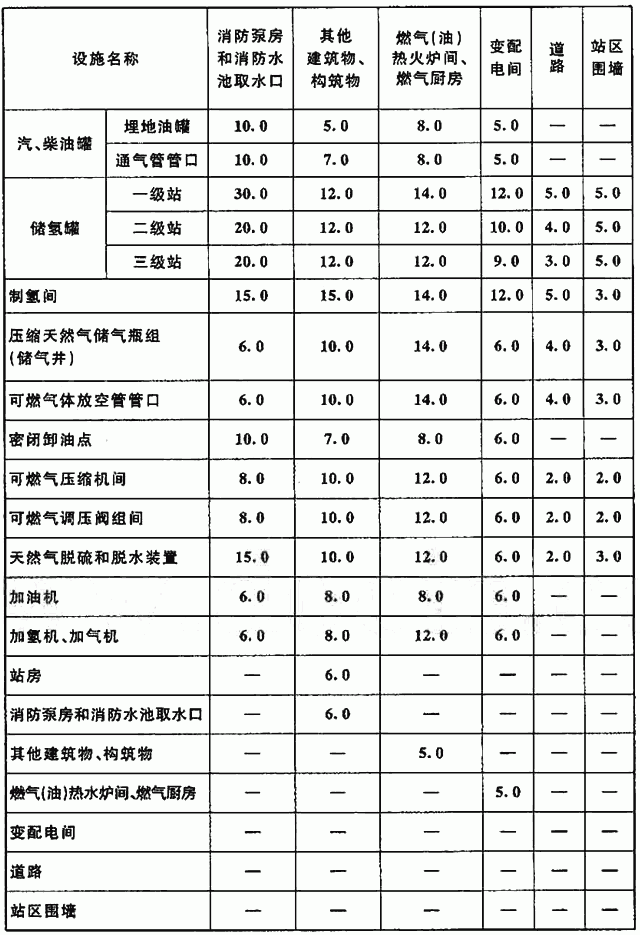 设施名称 消防泵房和消防水池取水口 其他建筑物、构筑物 燃气(油)热火炉间、燃气厨房 变配电间 道路 站区围墙
汽、柴油罐 埋地油罐 10.0 5.0 8.0 5.0 — —
通气管管口 10.0 7.0 8.0 5.0 — —
储氢罐 一级站 30.0 12.0 14.0 12.0 5.0 5.0
二级站 20.0 12.0 12.0 10.0 4.0 5.0
三级站 20.0 12.0 12.0 9.0 3.0 5.0
制氢间 15.0 15.0 14.0 12.0 5.0 3.0
压缩天然气储气瓶组(储气井) 6.0 10.0 14.0 6.0 4.0 3.0
可燃气体放空管管口 6.0 10.0 14.0 6.0 4.0 3.0
密闭卸油点 10.0 7.0 8.0 6.0 — —
可燃气压缩机间 8.0 10.0 12.0 6.0 2.0 2.0
可燃气调压阀组间 8.0 10.0 12.0 6.0 2.0 2.0
天然气脱硫和脱水装置 15.0 10.0 12.0 6.0 2.0 3.0
加油机 6.0 8.0 8.0 6.0 — —
加氢机、加气机 6.0 8.0 12.0 6.0 — —
站房 — 6.0 — — — —
消防泵房和消防水池取水口 — 6.0 — — — —
其他建筑物、构筑物 — — 5.0 — — —
燃气(油)热水炉间、燃气厨房 — — — 5.0 — —
变配电间 — — — — — —
道路 — — — — — —
站区围墙 — — — — — —